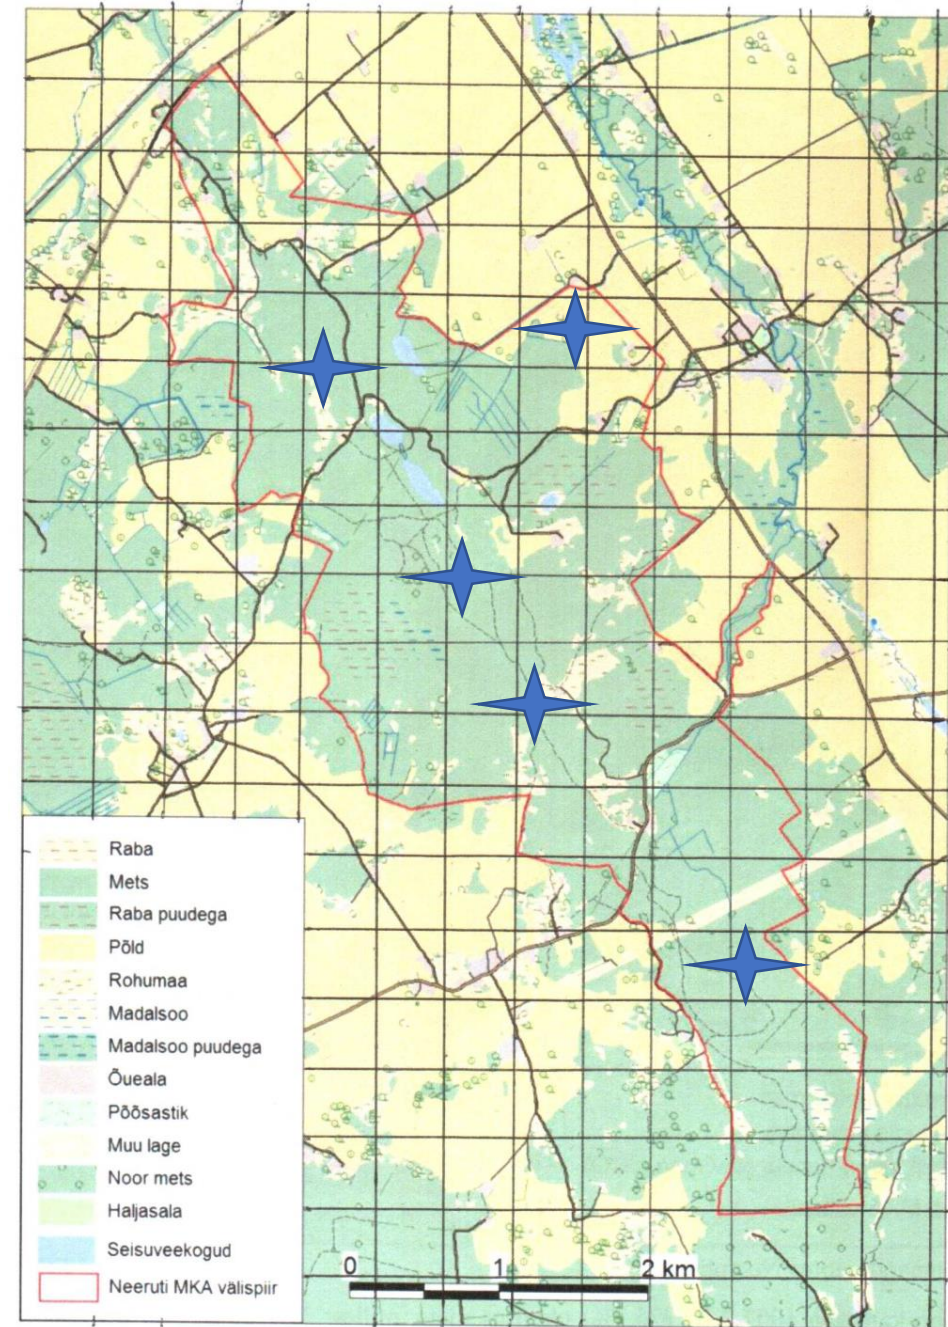 Raba
Mets
Raba puudega
Põld
Rohumaa
Madalsoo
Madalsoo puudega
Õueala
Põõsastik
Muu lage
Noor mets
Haljasala
Seisuveekogud
Neeruti MKA välispiir
0 1 2 km